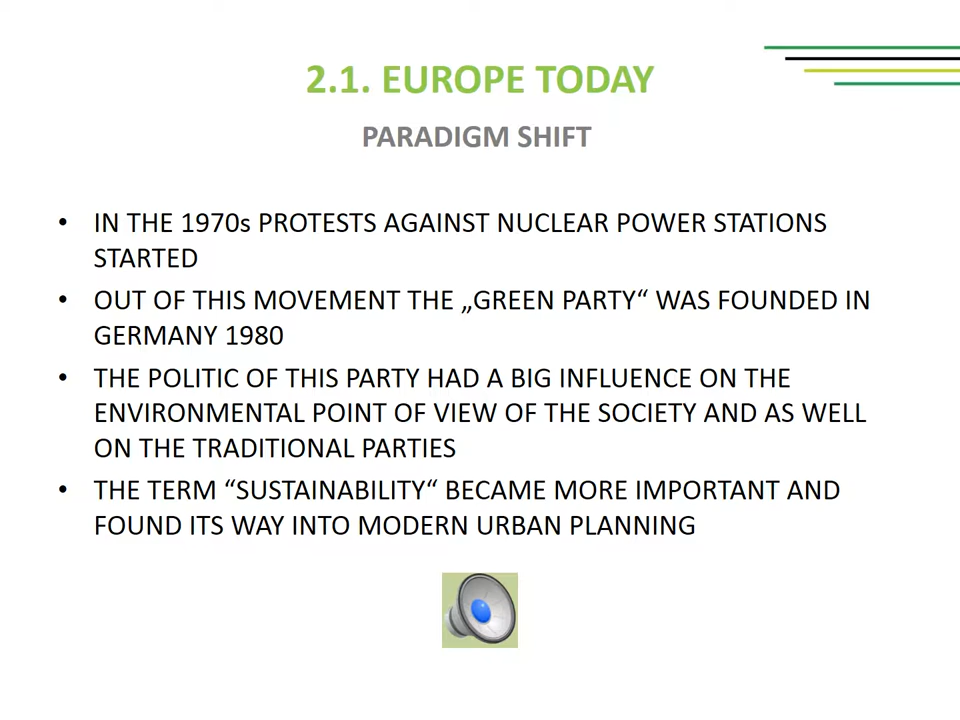 2.1. EUROPE TODAY
PARADIGM SHIFT
• IN THE 1970s PROTESTS AGAINST NUCLEAR POWER STATIONS
STARTED
• OUT OF THIS MOVEMENT THE „GREEN PARTY“ WAS FOUNDED IN
GERMANY 1980
• THE POLITIC OF THIS PARTY HAD A BIG INFLUENCE ON THE
ENVIRONMENTAL POINT OF VIEW OF THE SOCIETY AND AS WELL
ON THE TRADITIONAL PARTIES
• THE TERM “SUSTAINABILITY“ BECAME MORE IMPORTANT AND
FOUND ITS WAY INTO MODERN URBAN PLANNING